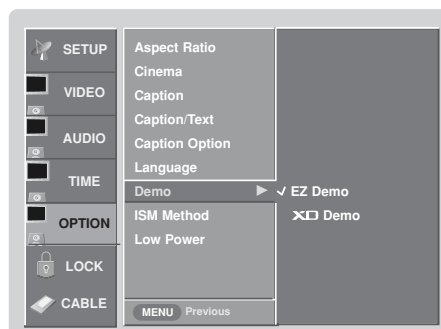 SETUP
VIDEO
AUDIO
TIME
OPTION
LOCK
CABLE
Aspect Ratio
Cinema
Caption
Caption/Text
Caption Option
Language
Demo ▶
ISM Method
Low Power
MENU Previous
✓ EZ Demo
XD Demo